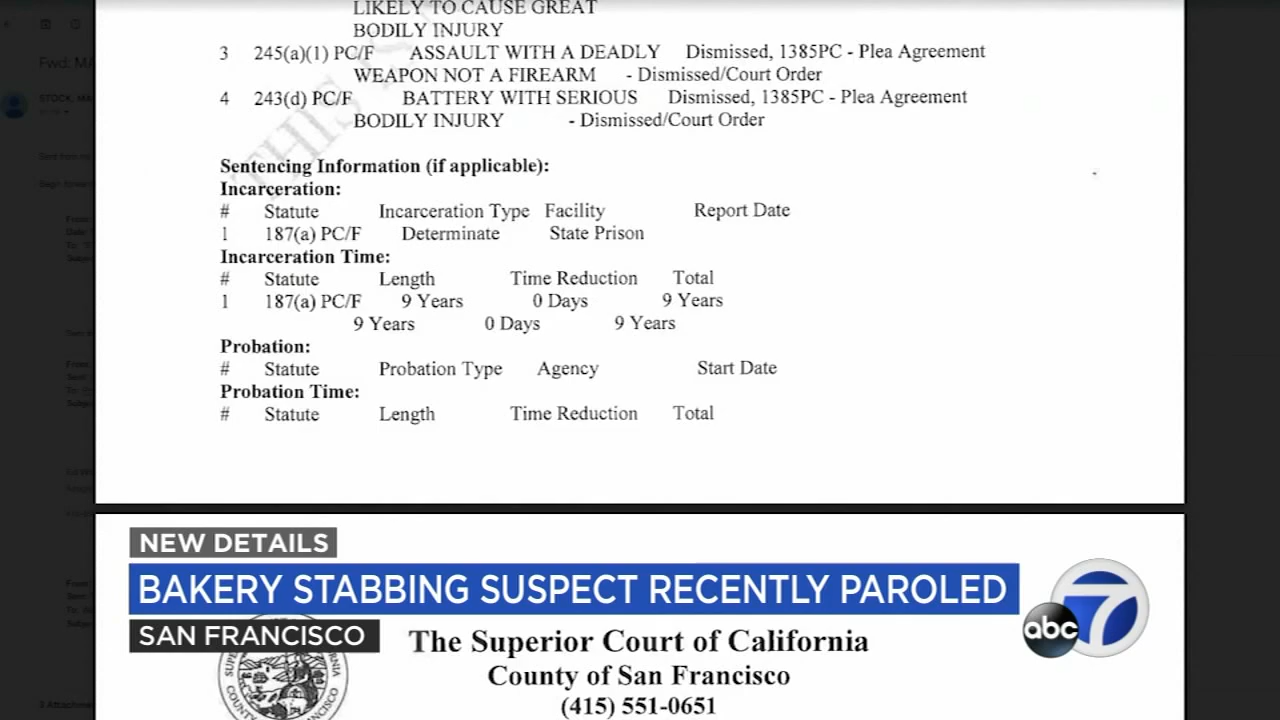 LIKELY TO CAUSE GREAT
BODILY INJURY
3 245(a)(1) PC/F ASSAULT WITH A DEADLY Dismissed, 1385PC - Plea Agreement
WEAPON NOT A FIREARM - Dismissed/Court Order
4 243(d) PC/F BATTERY WITH SERIOUS Dismissed, 1385PC - Plea Agreement
BODILY INJURY - Dismissed/Court Order
THIS
Sentencing Information (if applicable):
Incarceration:
# Statute Incarceration Type Facility Report Date
1 187(a) PC/F Determinate State Prison
Incarceration Time:
# Statute Length Time Reduction Total
1 187(a) PC/F 9 Years 0 Days 9 Years
9 Years 0 Days 9 Years
Probation:
# Statute Probation Type Agency Start Date
Probation Time:
# Statute Length Time Reduction Total
NEW DETAILS
BAKERY STABBING SUSPECT RECENTLY PAROLED
SAN FRANCISCO
abc 7
The Superior Court of California
County of San Francisco
(415) 551-0651